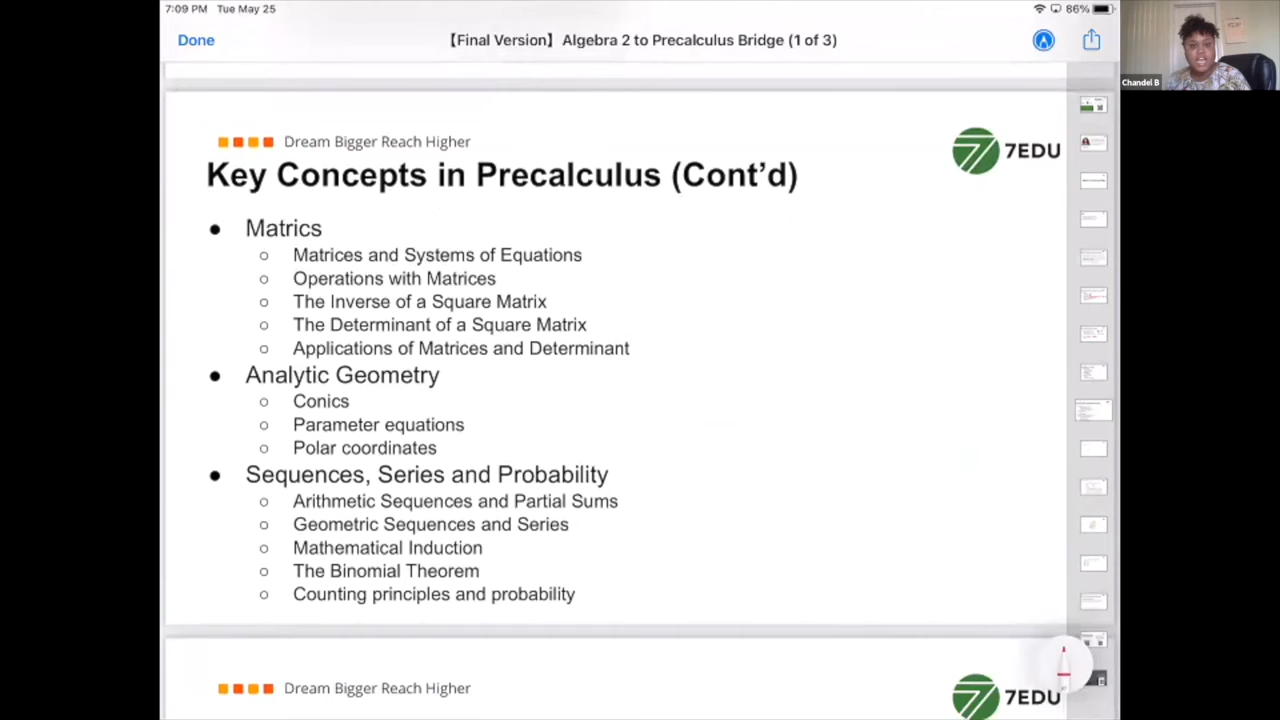 7:09 PM Tue May 25
86%
Done
【Final Version】 Algebra 2 to Precalculus Bridge (1 of 3)
Chandel B
Dream Bigger Reach Higher
7EDU
Key Concepts in Precalculus (Cont’d)
Matrics
Matrices and Systems of Equations
Operations with Matrices
The Inverse of a Square Matrix
The Determinant of a Square Matrix
Applications of Matrices and Determinant
Analytic Geometry
Conics
Parameter equations
Polar coordinates
Sequences, Series and Probability
Arithmetic Sequences and Partial Sums
Geometric Sequences and Series
Mathematical Induction
The Binomial Theorem
Counting principles and probability
Dream Bigger Reach Higher
7EDU